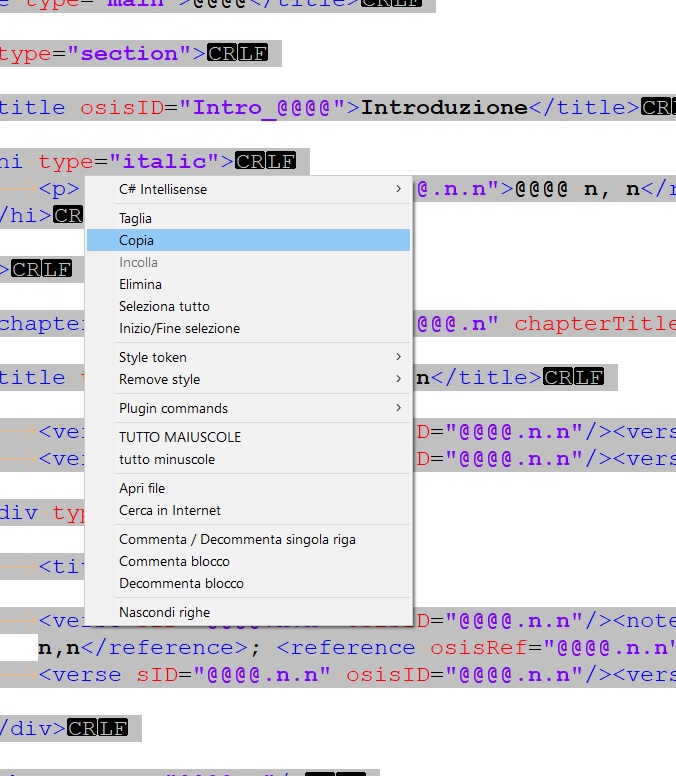 type="main">@@@@</title>CRLF
type="section">CRLF
title osisID="Intro_@@@@">Introduzione</title>CR
hi type="italic">CRLF
<p>
@.n.n">@@@@ n, n</r
/hi>CR
>CRLF
chapter
@@@.n" chapterTitle
title
n</title>CRLF
<ve
D="@@@@.n.n"/><vers
<ve
D="@@@@.n.n"/><vers
div typ
<ti
<ve
D="@@@@.n.n"/><note
n,n</reference>; <reference osisRef="@@@@.n.n"
<verse sID="@@@@.n.n" osisID="@@@@.n.n"/><vers
/div>CRLF
C# Intellisense
Taglia
Copia
Incolla
Elimina
Seleziona tutto
Inizio/Fine selezione
Style token
Remove style
Plugin commands
TUTTO MAIUSCOLE
tutto minuscole
Apri file
Cerca in Internet
Commenta / Decommenta singola riga
Commenta blocco
Decommenta blocco
Nascondi righe